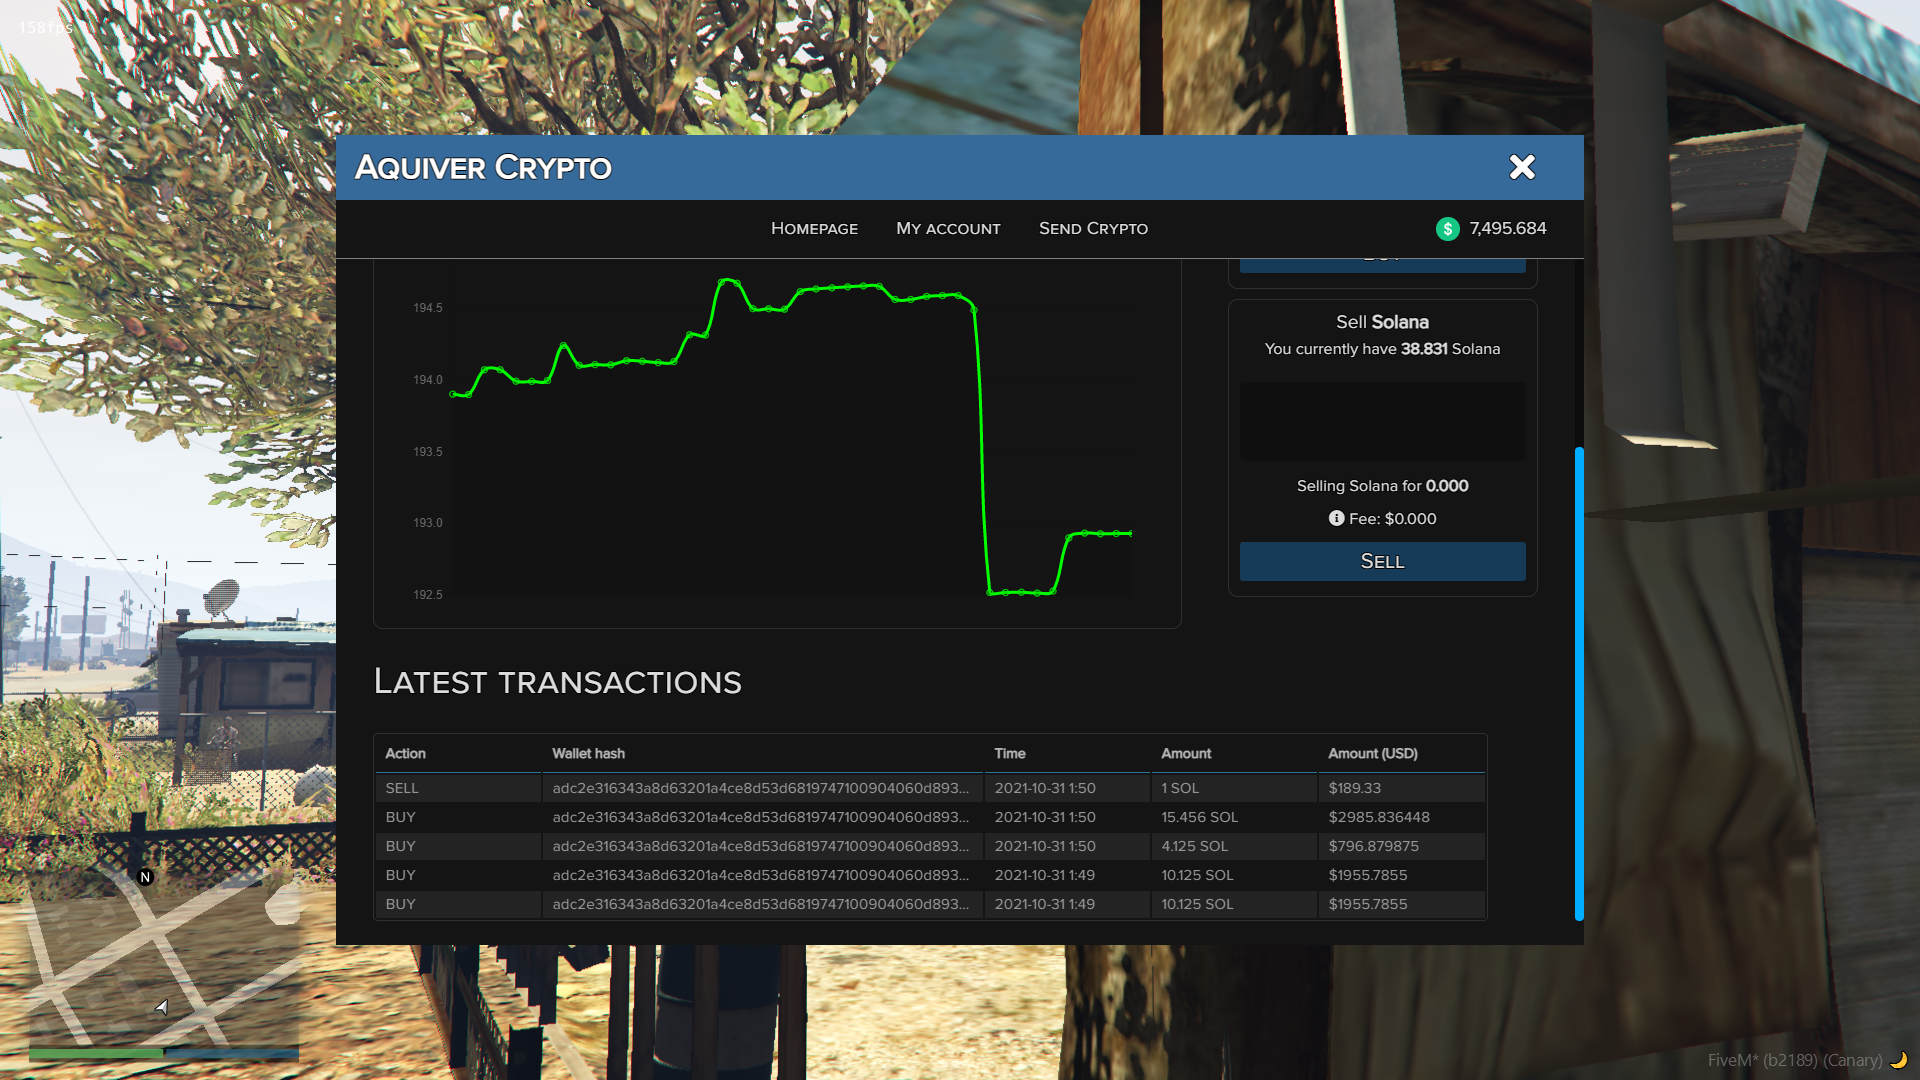 158fps
AQUIVER CRYPTO
HOMEPAGE MY ACCOUNT SEND CRYPTO $ 7,495.684
194.5
194.0
193.5
193.0
192.5
Sell Solana
You currently have 38.831 Solana
Selling Solana for 0.000
Fee: $0.000
SELL
LATEST TRANSACTIONS
Action Wallet hash Time Amount Amount (USD)
SELL adc2e316343a8d63201a4ce8d53d6819747100904060d893... 2021-10-31 1:50 1 SOL $189.33
BUY adc2e316343a8d63201a4ce8d53d6819747100904060d893... 2021-10-31 1:50 15.456 SOL $2985.836448
BUY adc2e316343a8d63201a4ce8d53d6819747100904060d893... 2021-10-31 1:50 4.125 SOL $796.879875
BUY adc2e316343a8d63201a4ce8d53d6819747100904060d893... 2021-10-31 1:49 10.125 SOL $1955.7855
BUY adc2e316343a8d63201a4ce8d53d6819747100904060d893... 2021-10-31 1:49 10.125 SOL $1955.7855
N
FiveM* (b2189) (Canary)